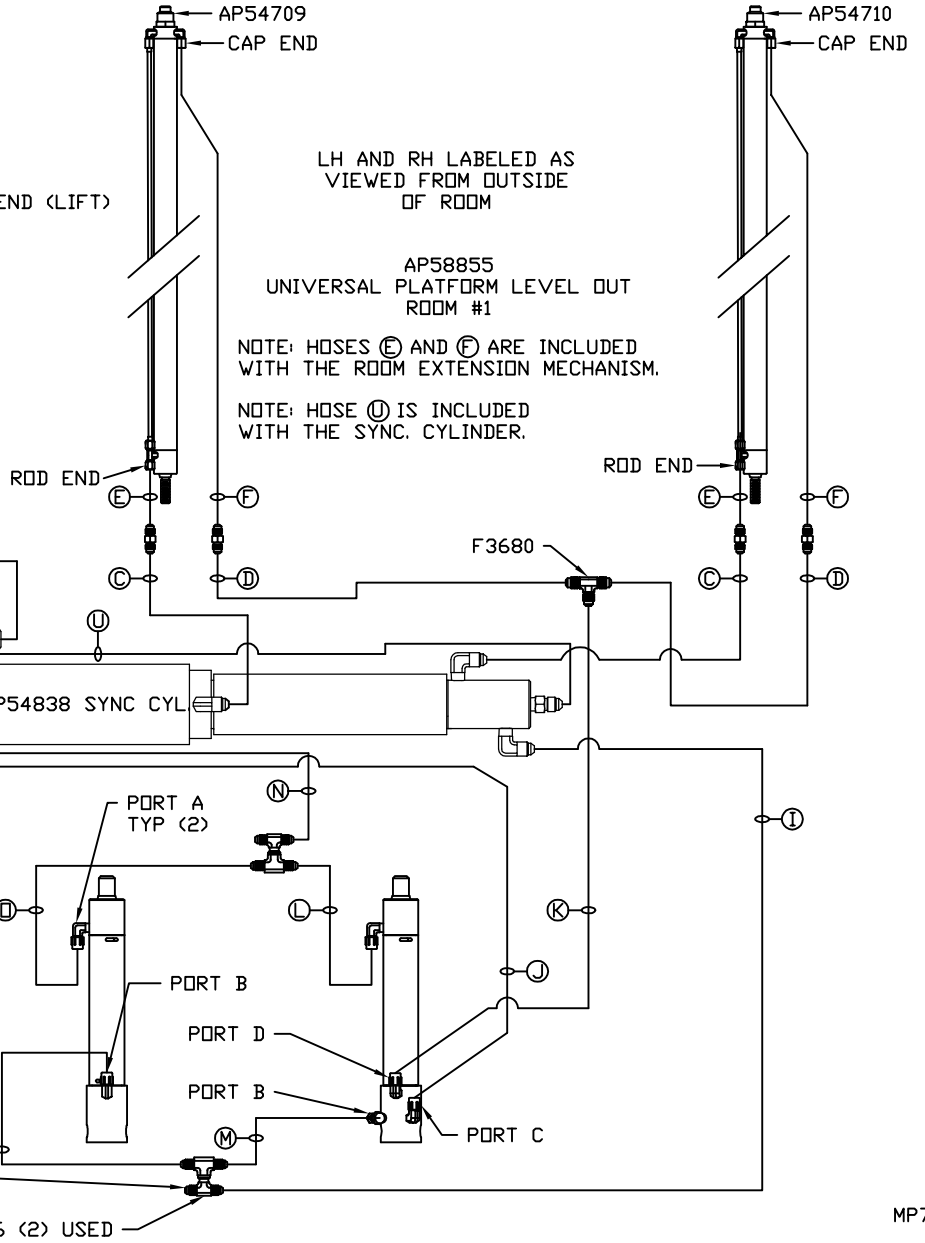 AP54709
CAP END
AP54710
CAP END
LH AND RH LABELED AS
VIEWED FROM OUTSIDE
OF ROOM
END (LIFT)
AP58855
UNIVERSAL PLATFORM LEVEL OUT
ROOM #1
NOTE: HOSES E AND F ARE INCLUDED
WITH THE ROOM EXTENSION MECHANISM.
NOTE: HOSE U IS INCLUDED
WITH THE SYNC. CYLINDER.
ROD END
ROD END
E
F
E
F
F3680
C
D
C
D
U
P54838 SYNC CYL.
N
PORT A
TYP (2)
I
O
L
K
J
PORT B
PORT D
PORT B
M
PORT C
6 (2) USED
MP7